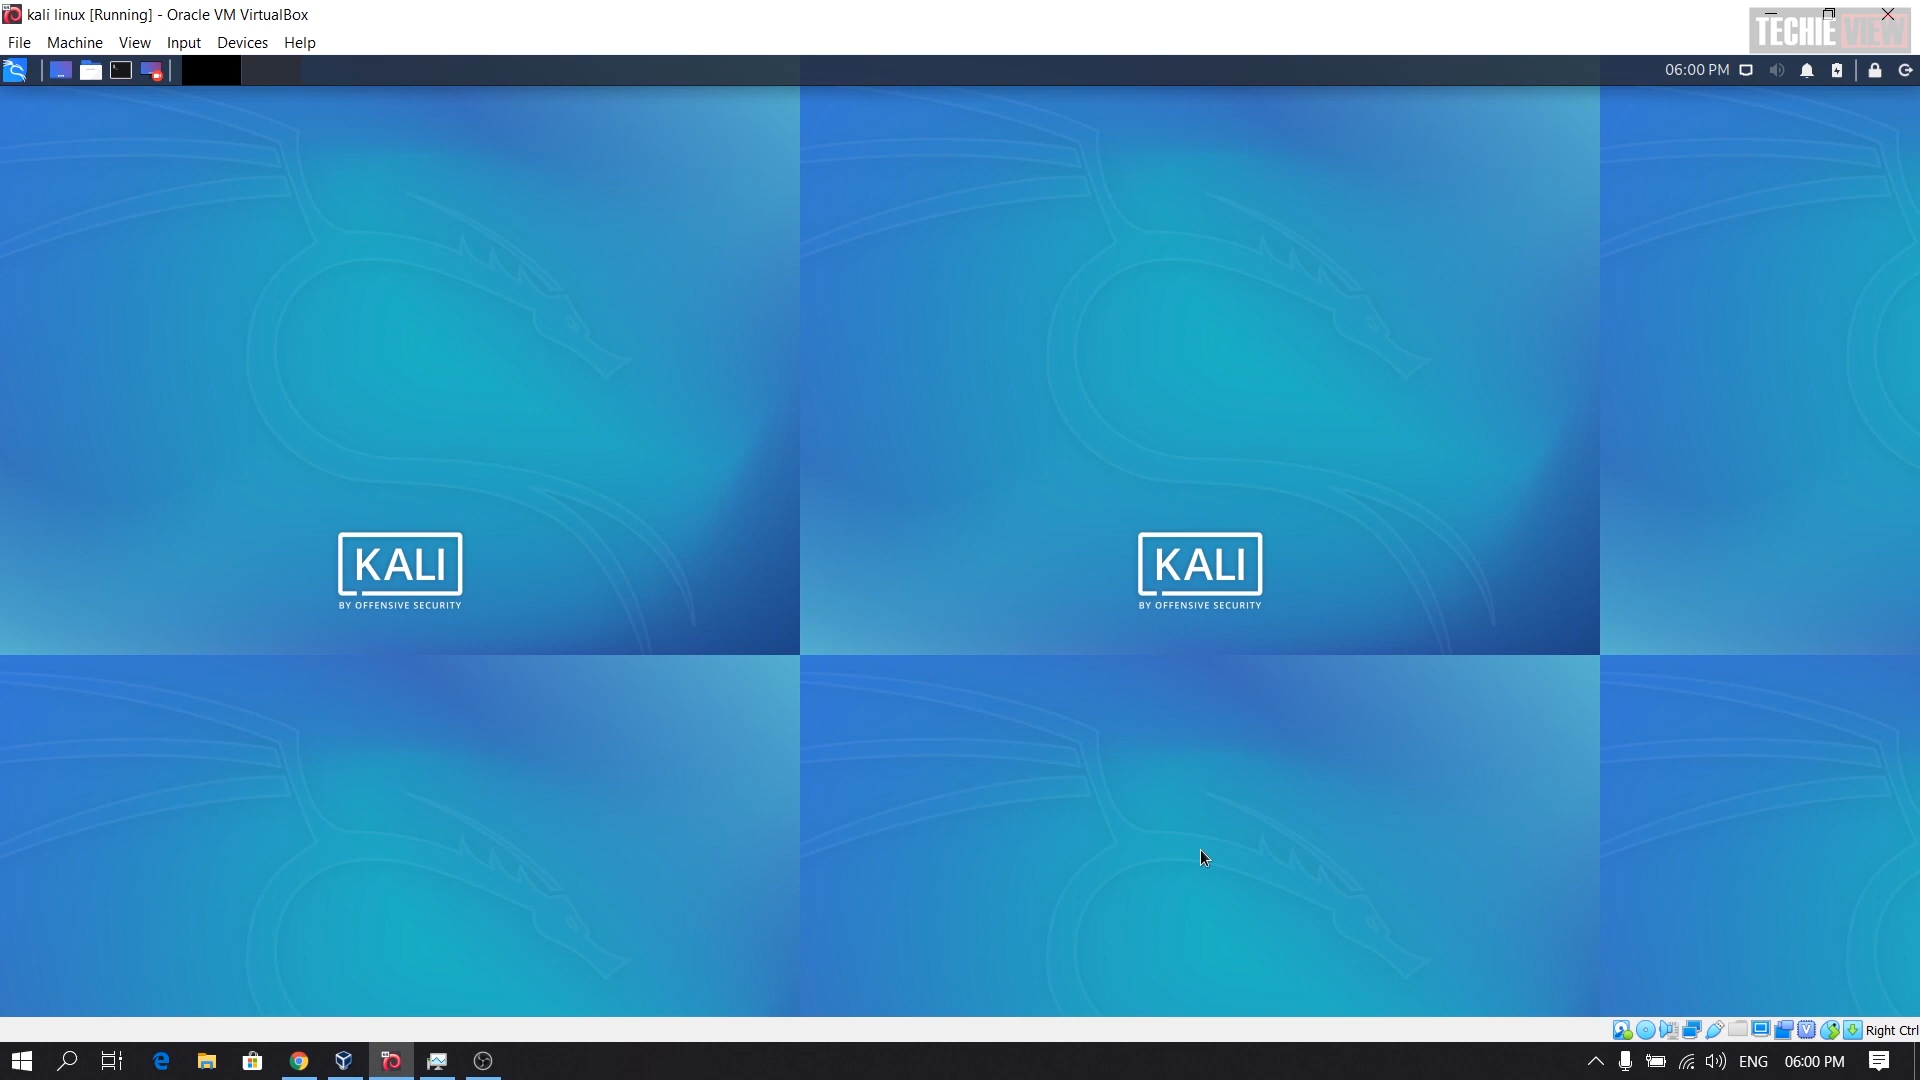 kali linux [Running] - Oracle VM VirtualBox
TECHIE VIEW
File Machine View Input Devices Help
06:00 PM
KALI
BY OFFENSIVE SECURITY
KALI
BY OFFENSIVE SECURITY
Right Ctrl
ENG 06:00 PM